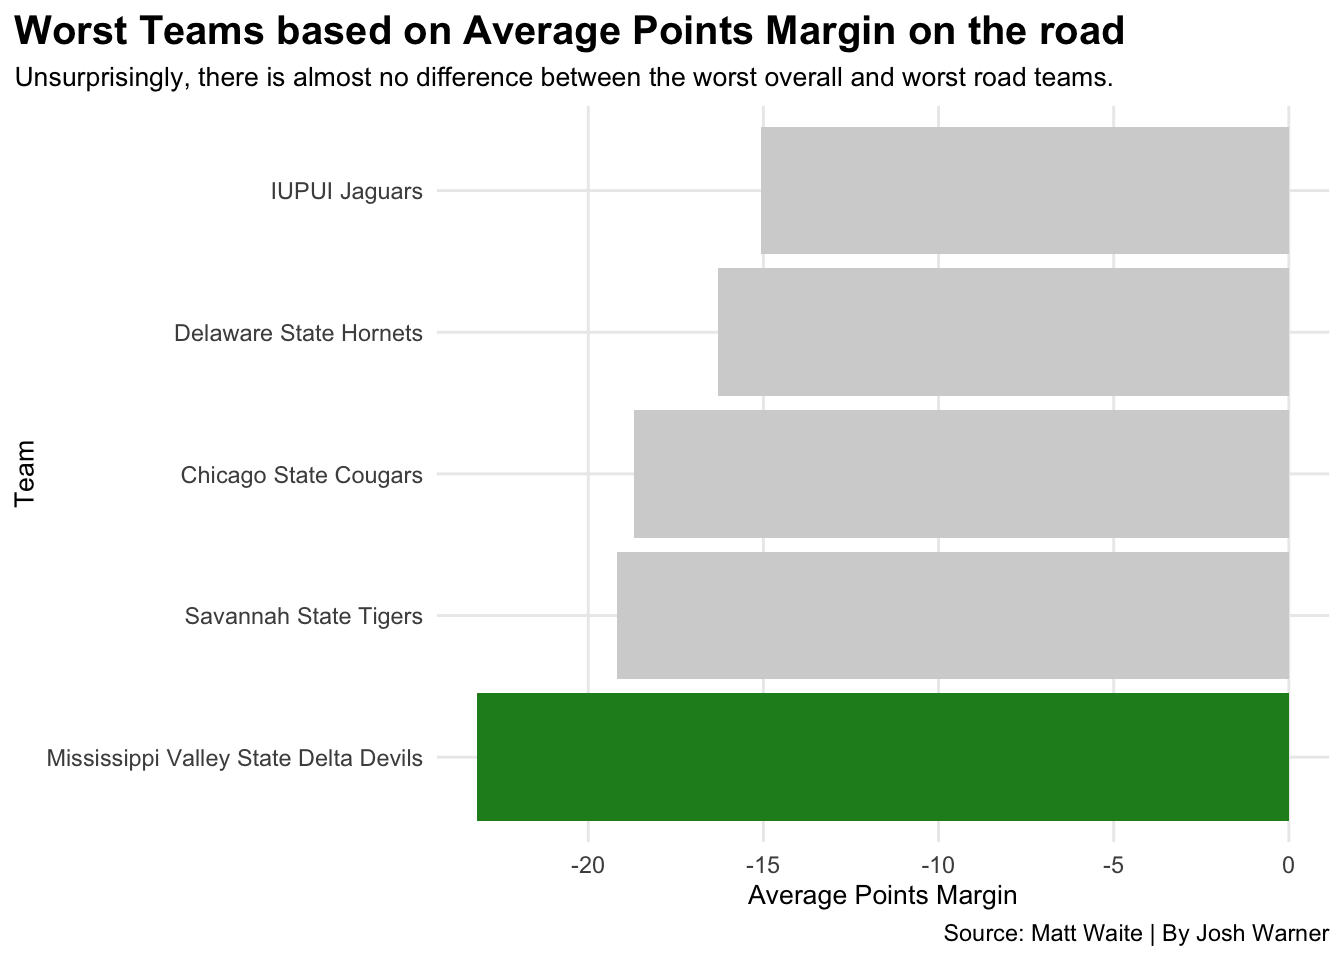 Worst Teams based on Average Points Margin on the road
Unsurprisingly, there is almost no difference between the worst overall and worst road teams.
Team
IUPUI Jaguars
Delaware State Hornets
Chicago State Cougars
Savannah State Tigers
Mississippi Valley State Delta Devils
-20 -15 -10 -5 0
Average Points Margin
Source: Matt Waite | By Josh Warner